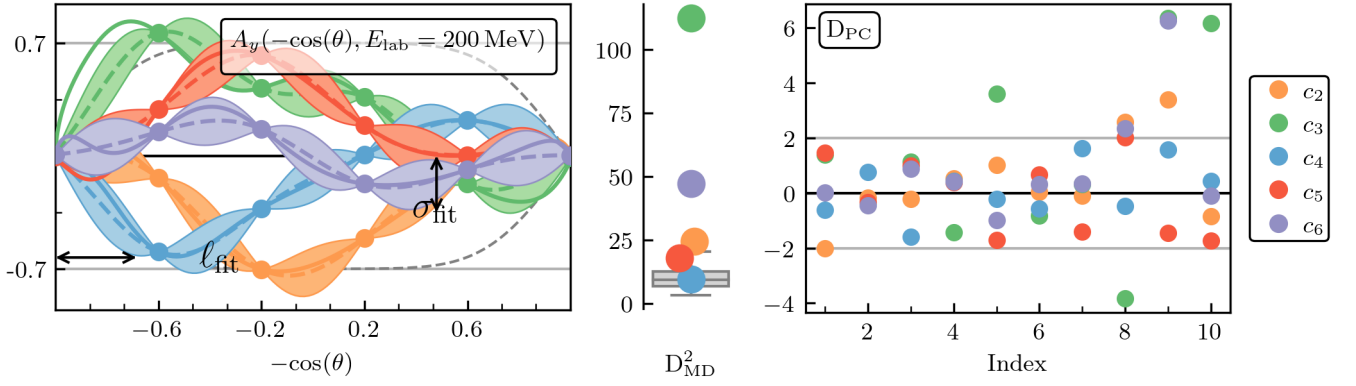 A_y(−cos(θ), E_lab = 200 MeV)
0.7
-0.7
σ_fit
ℓ_fit
−0.6
−0.2
0.2
0.6
−cos(θ)
100
75
50
25
0
D²_MD
D_PC
6
4
2
0
−2
−4
2
4
6
8
10
Index
c_2
c_3
c_4
c_5
c_6